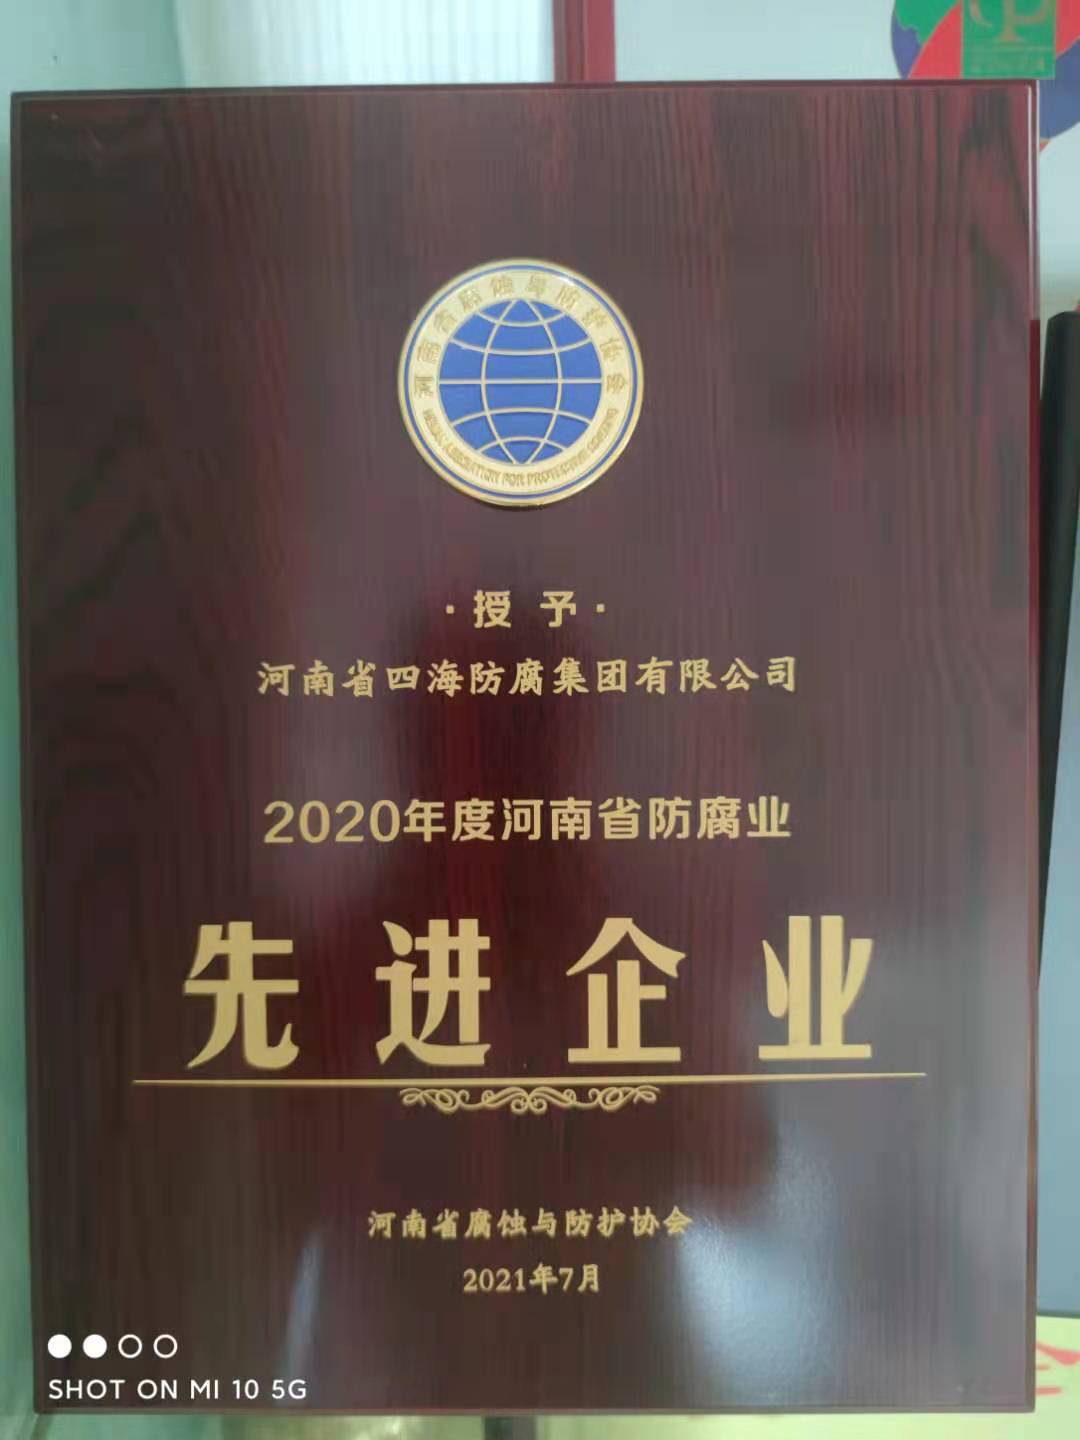 河南省腐蚀与防护协会
·授 予·
河南省四海防腐集团有限公司
2020年度河南省防腐业
先进企业
河南省腐蚀与防护协会
2021年7月
SHOT ON MI 10 5G